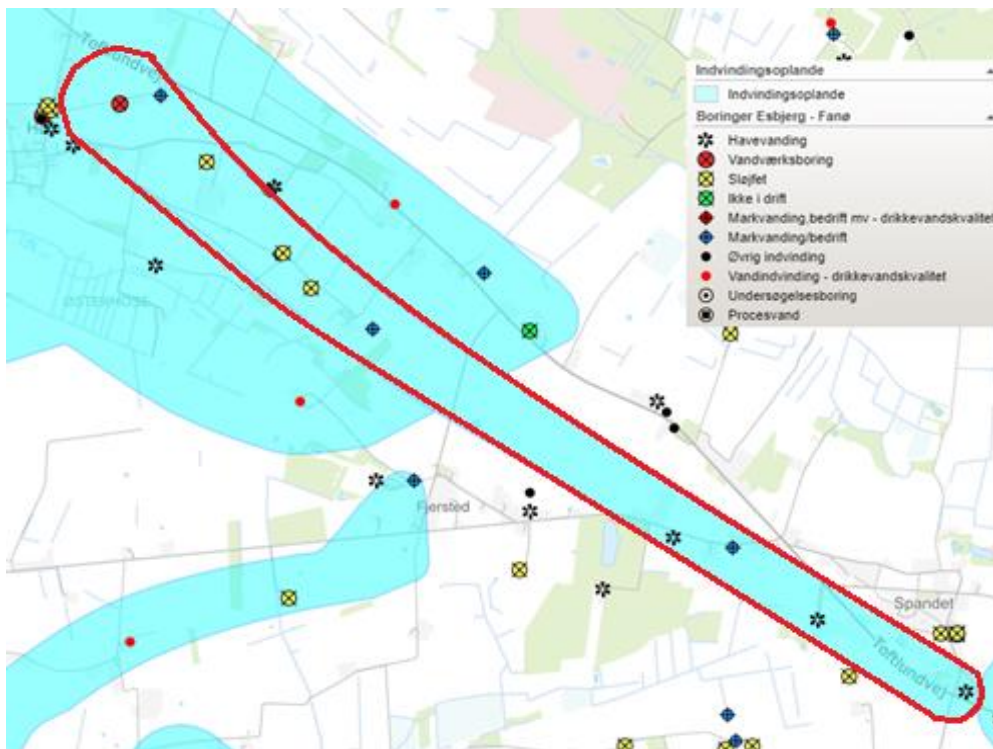 Toftlundvej
Indvindingsoplande
Indvindingsoplande
Boringer Esbjerg - Fanø
Havevanding
Vandværksboring
Sløjfet
Ikke i drift
Markvanding,bedrift mv - drikkevandskvalitet
Markvanding/bedrift
Øvrig indvinding
Vandindvinding - drikkevandskvalitet
Undersøgelsesboring
Procesvand
Fjersted
Spandet
Toftlundvej